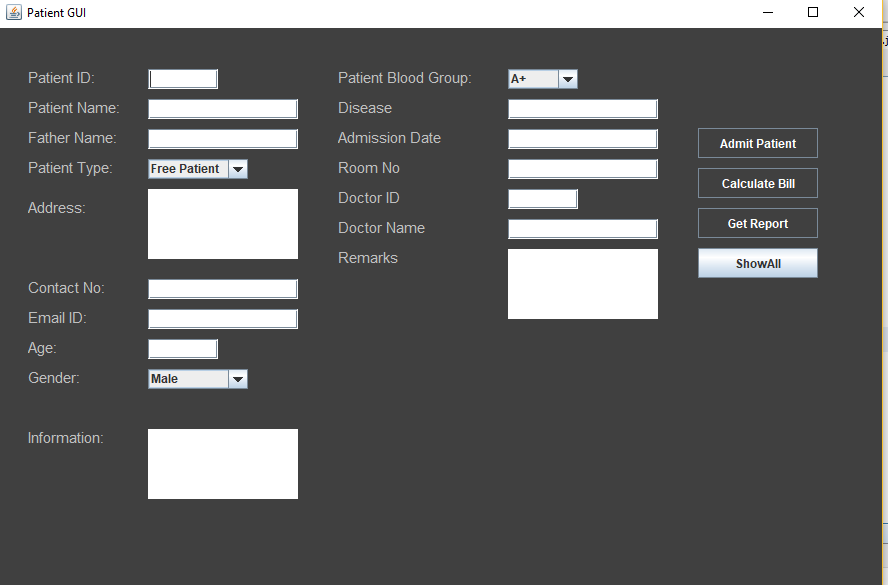 Patient GUI
Patient ID:
Patient Name:
Father Name:
Patient Type: Free Patient
Address:
Contact No:
Email ID:
Age:
Gender: Male
Information:
Patient Blood Group: A+
Disease
Admission Date
Room No
Doctor ID
Doctor Name
Remarks
Admit Patient
Calculate Bill
Get Report
ShowAll